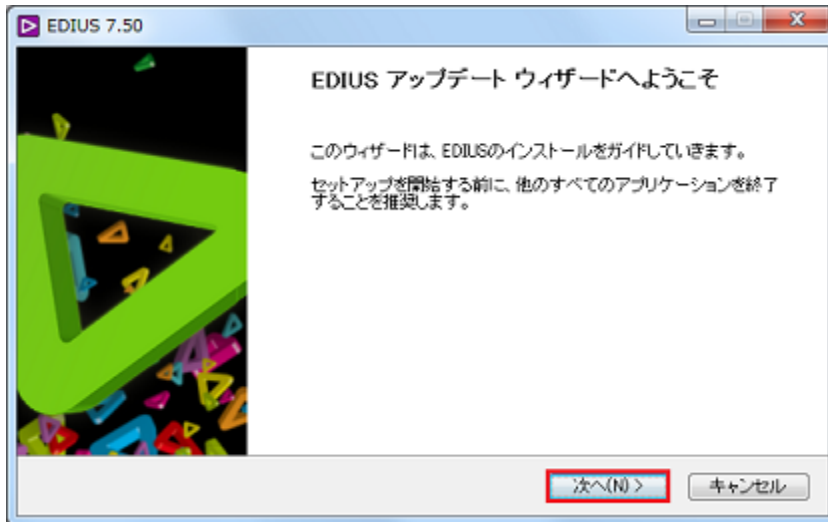 EDIUS 7.50
EDIUS アップデート ウィザードへようこそ
このウィザードは、EDIUSのインストールをガイドしていきます。
セットアップを開始する前に、他のすべてのアプリケーションを終了
することを推奨します。
次へ(N) >
キャンセル